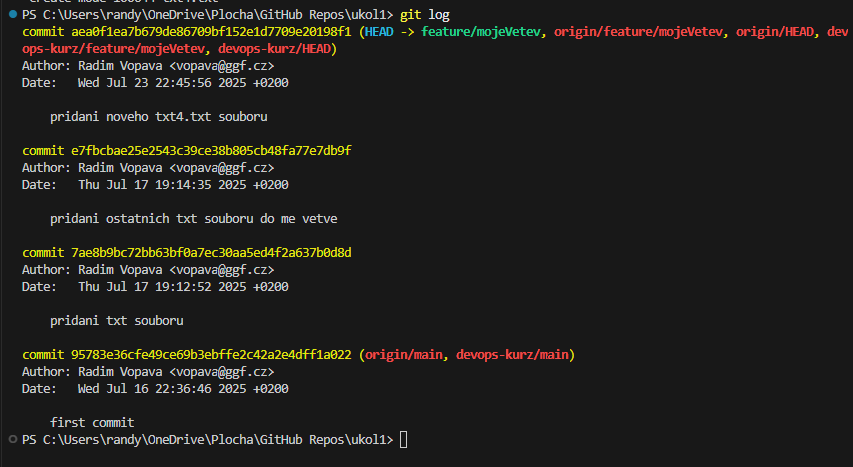 PS C:\Users\randy\OneDrive\Plocha\GitHub Repos\ukol1> git log
commit aea0f1ea7b679de86709bf152e1d7709e20198f1 (HEAD -> feature/mojeVetev, origin/feature/mojeVetev, origin/HEAD, dev
ops-kurz/feature/mojeVetev, devops-kurz/HEAD)
Author: Radim Vopava <vopava@ggf.cz>
Date:   Wed Jul 23 22:45:56 2025 +0200
    pridani noveho txt4.txt souboru
commit e7fbcbae25e2543c39ce38b805cb48fa77e7db9f
Author: Radim Vopava <vopava@ggf.cz>
Date:   Thu Jul 17 19:14:35 2025 +0200
    pridani ostatnich txt souboru do me vetve
commit 7ae8b9bc72bb63bf0a7ec30aa5ed4f2a637b0d8d
Author: Radim Vopava <vopava@ggf.cz>
Date:   Thu Jul 17 19:12:52 2025 +0200
    pridani txt souboru
commit 95783e36cfe49ce69b3ebffe2c42a2e4dff1a022 (origin/main, devops-kurz/main)
Author: Radim Vopava <vopava@ggf.cz>
Date:   Wed Jul 16 22:36:46 2025 +0200
    first commit
PS C:\Users\randy\OneDrive\Plocha\GitHub Repos\ukol1>